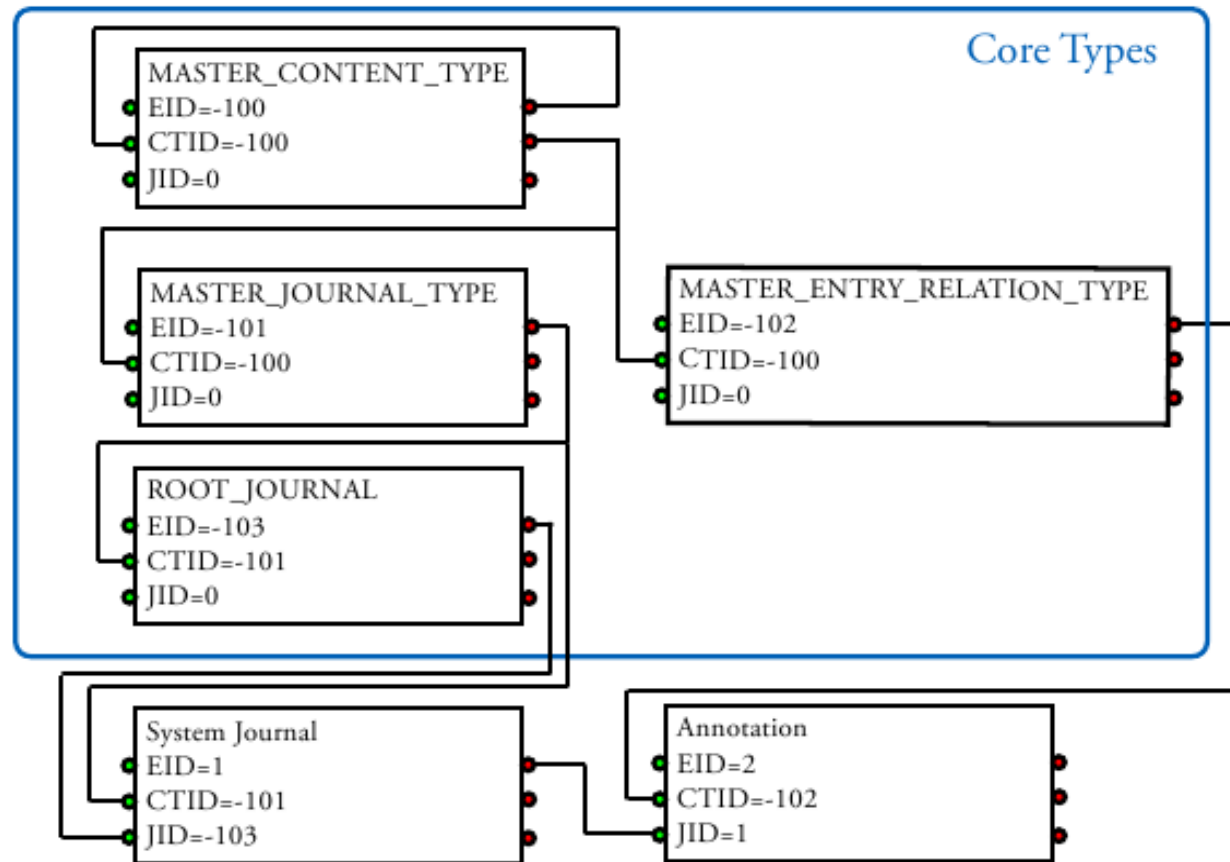 Core Types
MASTER_CONTENT_TYPE
EID=-100
CTID=-100
JID=0
MASTER_JOURNAL_TYPE
EID=-101
CTID=-100
JID=0
MASTER_ENTRY_RELATION_TYPE
EID=-102
CTID=-100
JID=0
ROOT_JOURNAL
EID=-103
CTID=-101
JID=0
System Journal
EID=1
CTID=-101
JID=-103
Annotation
EID=2
CTID=-102
JID=1